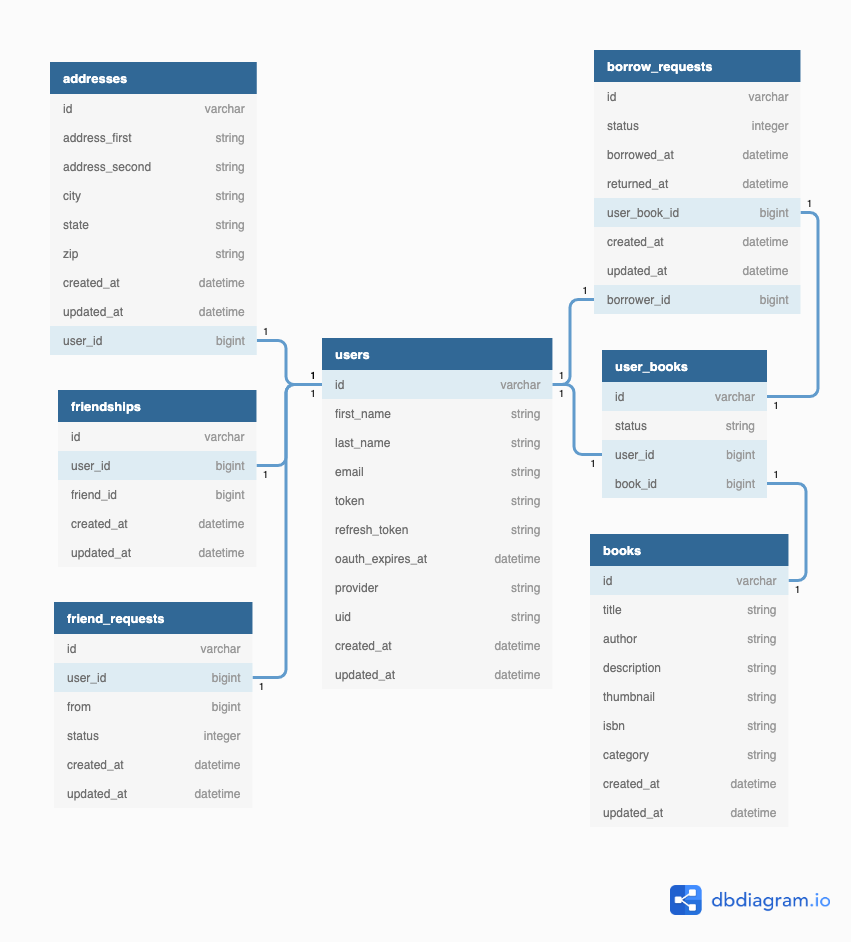 addresses
id varchar
address_first string
address_second string
city string
state string
zip string
created_at datetime
updated_at datetime
user_id bigint
1
friendships
id varchar
user_id bigint
1
friend_id bigint
created_at datetime
updated_at datetime
friend_requests
id varchar
user_id bigint
1
from bigint
status integer
created_at datetime
updated_at datetime
users
1
1
id varchar
1
1
first_name string
last_name string
email string
token string
refresh_token string
oauth_expires_at datetime
provider string
uid string
created_at datetime
updated_at datetime
borrow_requests
id varchar
status integer
borrowed_at datetime
returned_at datetime
user_book_id bigint
1
created_at datetime
updated_at datetime
1
borrower_id bigint
user_books
id varchar
1
status string
user_id bigint
1
book_id bigint
1
books
id varchar
1
title string
author string
description string
thumbnail string
isbn string
category string
created_at datetime
updated_at datetime
dbdiagram.io